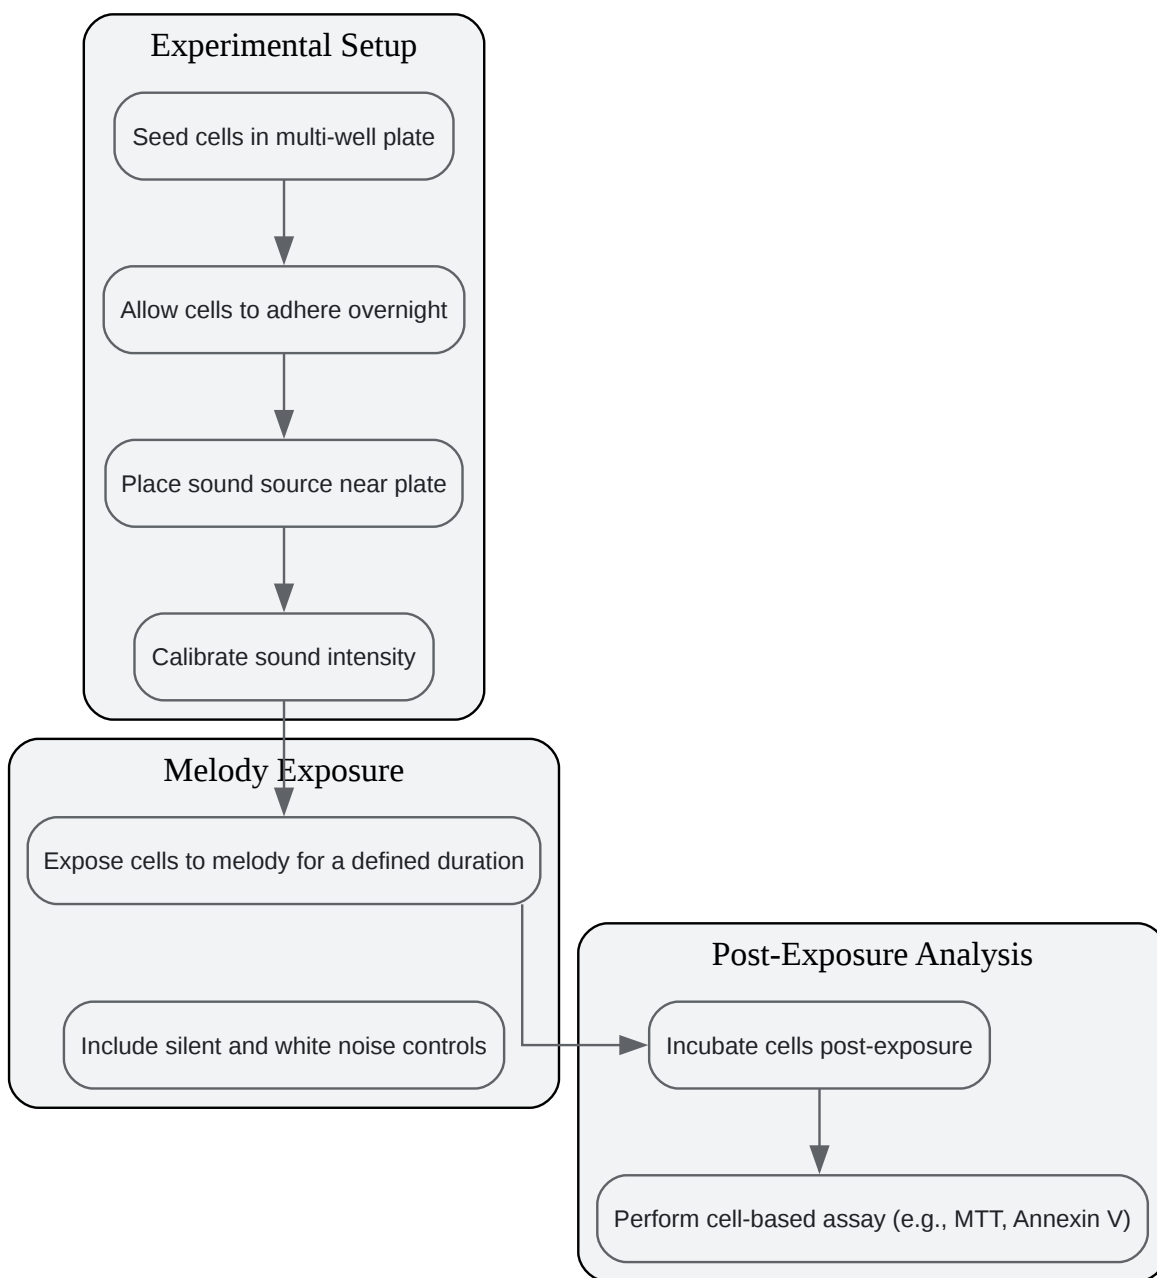 Experimental Setup
Seed cells in multi-well plate
Allow cells to adhere overnight
Place sound source near plate
Calibrate sound intensity
Melody Exposure
Expose cells to melody for a defined duration
Include silent and white noise controls
Post-Exposure Analysis
Incubate cells post-exposure
Perform cell-based assay (e.g., MTT, Annexin V)